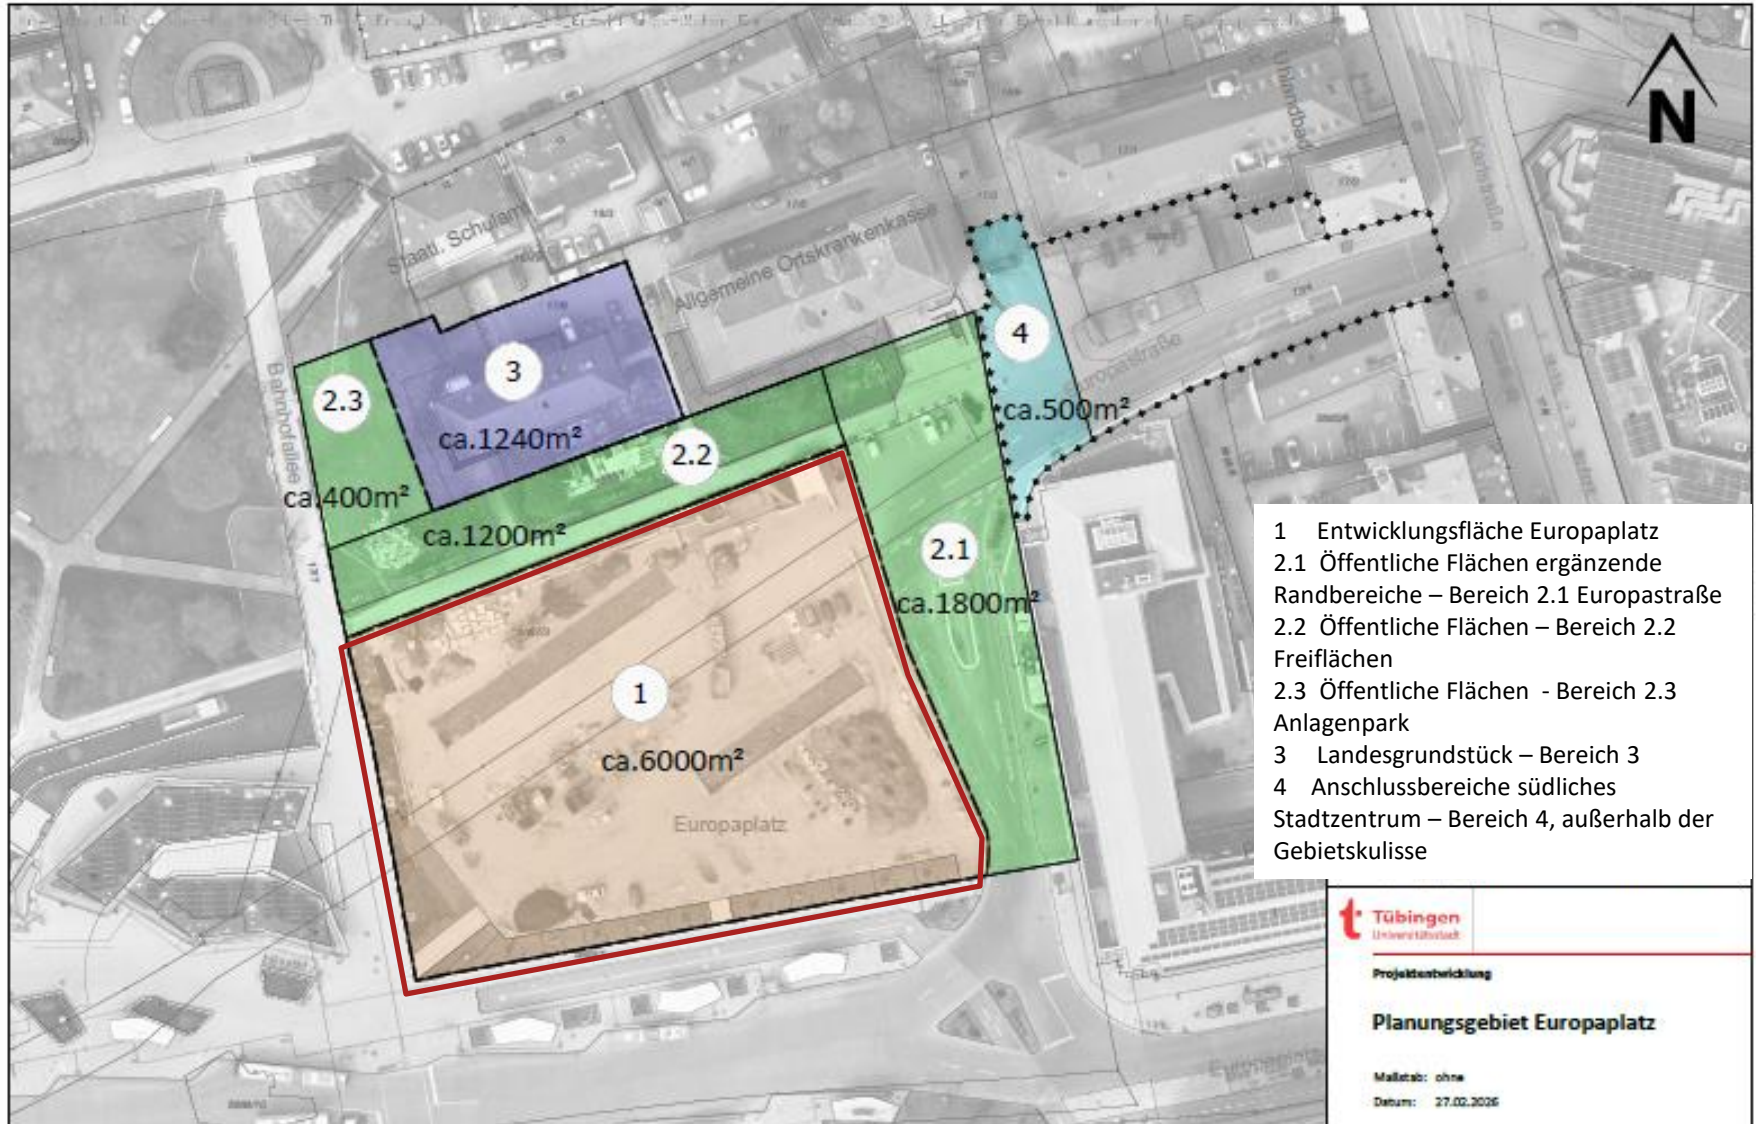 N
Uhlandbad
Karlstraße
Staatl. Schulamt
Allgemeine Ortskrankenkasse
4
3
2.3
Bahnhofallee
Europastraße
ca.500m²
ca.1240m²
2.2
ca.400m²
ca.1200m²
2.1
ca.1800m²
1
ca.6000m²
Europaplatz
1 Entwicklungsfläche Europaplatz
2.1 Öffentliche Flächen ergänzende
Randbereiche – Bereich 2.1 Europastraße
2.2 Öffentliche Flächen – Bereich 2.2
Freiflächen
2.3 Öffentliche Flächen - Bereich 2.3
Anlagenpark
3 Landesgrundstück – Bereich 3
4 Anschlussbereiche südliches
Stadtzentrum – Bereich 4, außerhalb der
Gebietskulisse
Tübingen
Universitätsstadt
Projektentwicklung
Planungsgebiet Europaplatz
Maßstab: ohne
Datum: 27.02.2026
Europaplatz